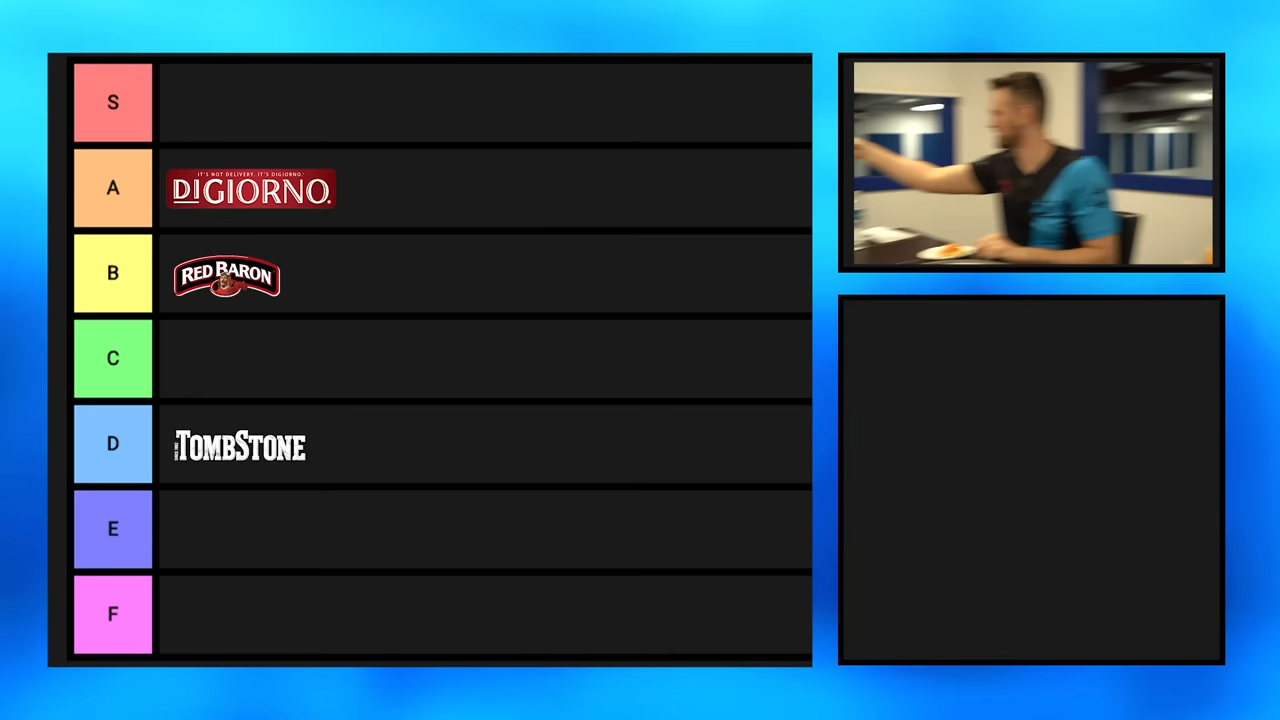 S
A
IT'S NOT DELIVERY. IT'S DIGIORNO.
DIGIORNO
B
RED BARON
C
D
TOMBSTONE
E
F